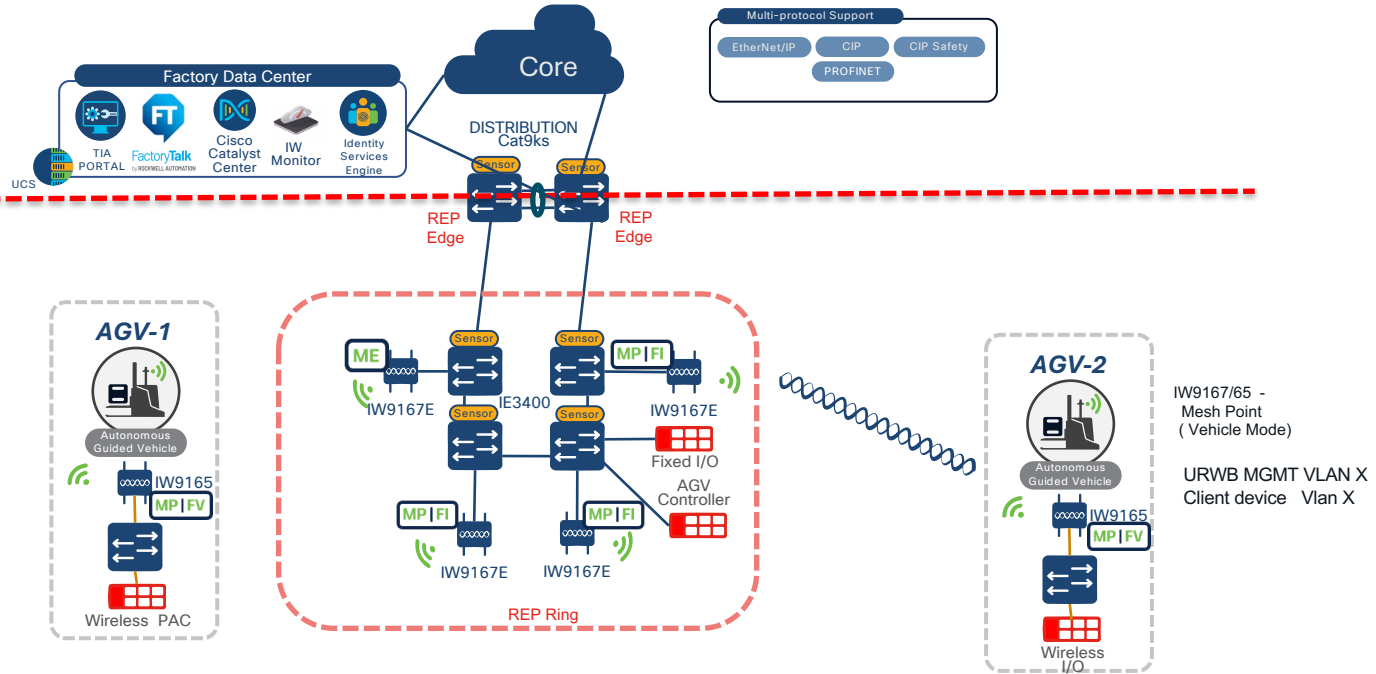 Multi-protocol Support
EtherNet/IP
CIP
CIP Safety
PROFINET
Core
Factory Data Center
TIA
PORTAL
FT
FactoryTalk
by ROCKWELL AUTOMATION
Cisco
Catalyst
Center
IW
Monitor
Identity
Services
Engine
UCS
DISTRIBUTION
Cat9ks
Sensor
Sensor
REP
Edge
REP
Edge
AGV-1
Autonomous
Guided Vehicle
IW9165
MP|FV
Wireless PAC
Sensor
Sensor
ME
IW9167E
MP|FI
IW9167E
IE3400
Sensor
Sensor
Fixed I/O
AGV
Controller
MP|FI
IW9167E
MP|FI
IW9167E
REP Ring
AGV-2
Autonomous
Guided Vehicle
IW9165
MP|FV
Wireless
I/O
IW9167/65 -
Mesh Point
( Vehicle Mode)
URWB MGMT VLAN X
Client device Vlan X